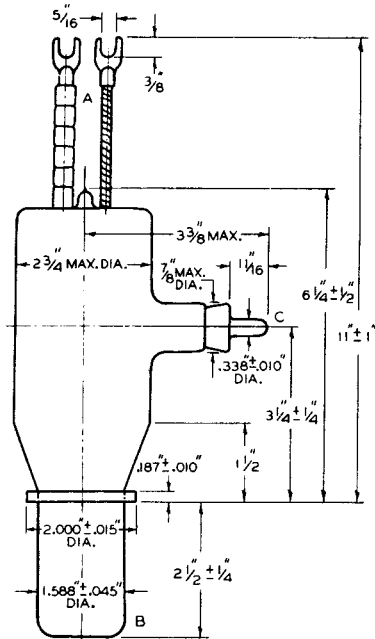 5/16"
3/8"
A
3 3/8" MAX.
2 3/4" MAX. DIA.
7/8" MAX.
DIA.
11/16"
C
6 1/4" ± 1/2"
11" ± 1"
.338" ± .010"
DIA.
3 1/4" ± 1/4"
.187" ± .010"
1 1/2"
2.000" ± .015"
DIA.
2 1/2" ± 1/4"
1.588" ± .045"
DIA.
B